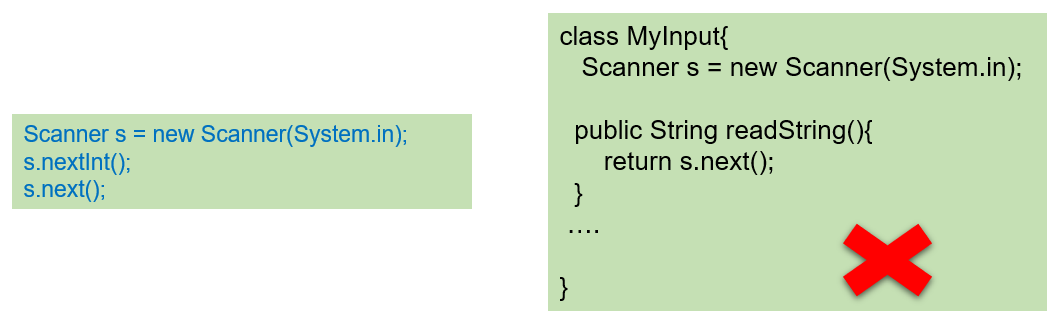 Scanner s = new Scanner(System.in);
s.nextInt();
s.next();
class MyInput{
Scanner s = new Scanner(System.in);
public String readString(){
return s.next();
}
....
}